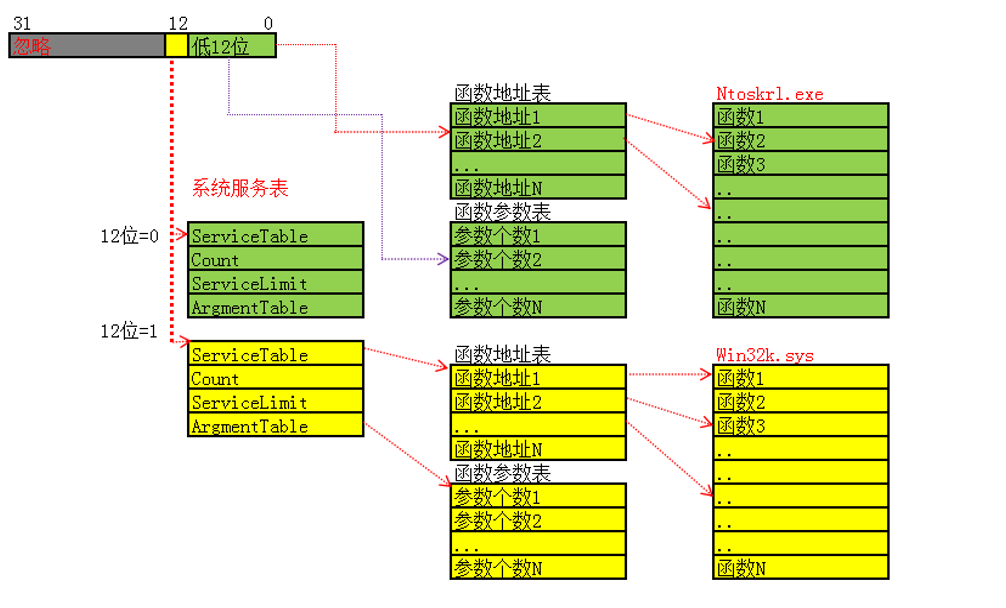 31 12 0
忽略 低12位
函数地址表
函数地址1
函数地址2
...
函数地址N
Ntoskrl.exe
函数1
函数2
函数3
..
..
..
..
..
函数N
系统服务表
函数参数表
参数个数1
参数个数2
...
参数个数N
12位=0
ServiceTable
Count
ServiceLimit
ArgmentTable
12位=1
ServiceTable
Count
ServiceLimit
ArgmentTable
函数地址表
函数地址1
函数地址2
...
函数地址N
Win32k.sys
函数1
函数2
函数3
..
..
..
..
..
函数N
函数参数表
参数个数1
参数个数2
...
参数个数N